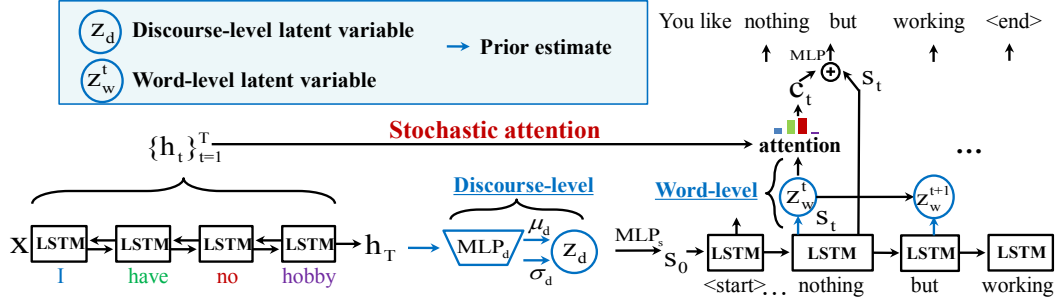 z_d Discourse-level latent variable
Prior estimate
z_w^t Word-level latent variable
You like nothing but working <end>
MLP
+
s_t
c_t
Stochastic attention
attention
...
{h_t}_{t=1}^T
Discourse-level
Word-level
z_w^t
z_w^{t+1}
s_t
x LSTM LSTM LSTM LSTM h_T
MLP_d μ_d σ_d z_d
MLP_s s_0
LSTM LSTM LSTM LSTM
I have no hobby
<start>... nothing but working